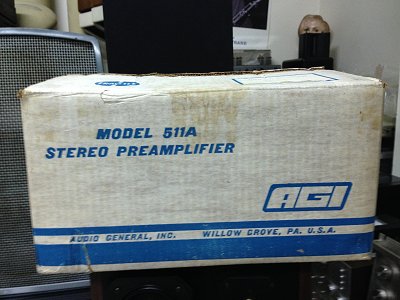 MODEL 511A
STEREO PREAMPLIFIER
AGI
AUDIO GENERAL, INC. WILLOW GROVE, PA. U.S.A.